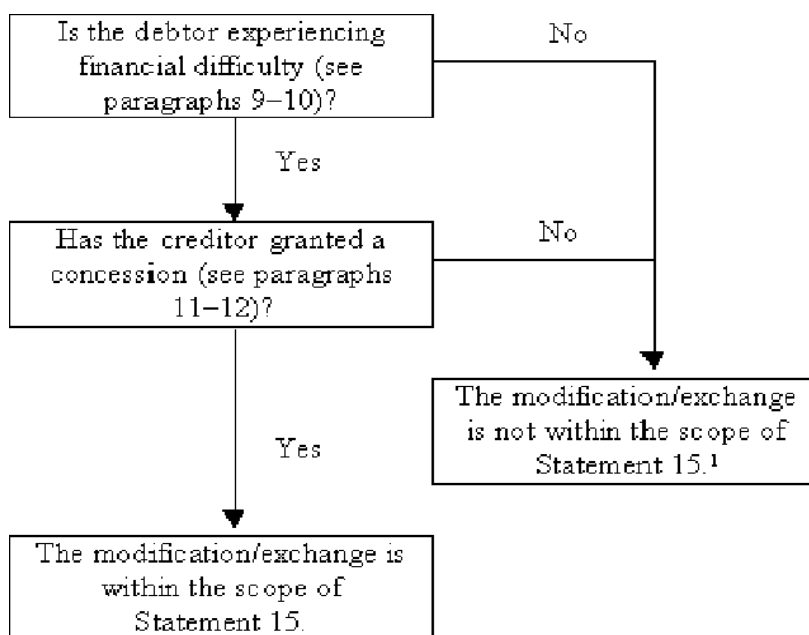 Is the debtor experiencing
financial difficulty (see
paragraphs 9–10)?
No
Yes
Has the creditor granted a
concession (see paragraphs
11–12)?
No
Yes
The modification/exchange
is not within the scope of
Statement 15.¹
The modification/exchange is
within the scope of
Statement 15.